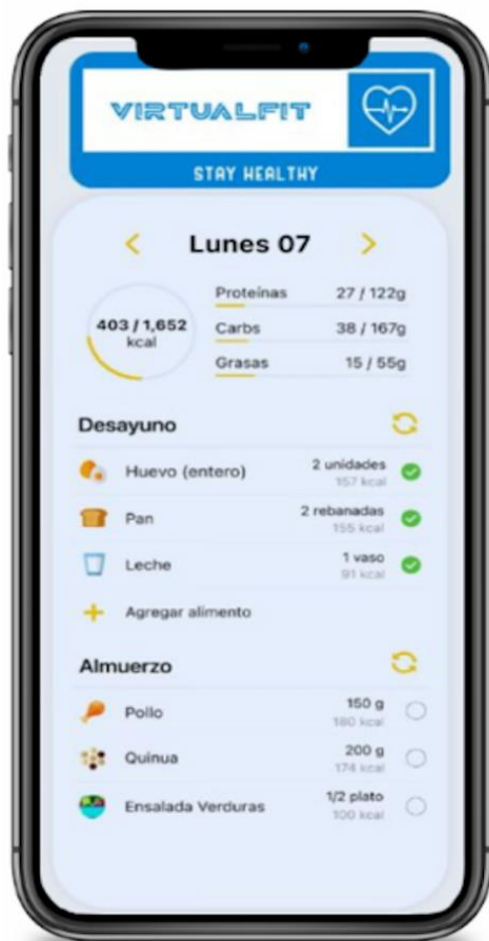 VIRTUALFIT
STAY HEALTHY
< Lunes 07 >
403 / 1,652
kcal
Proteínas 27 / 122g
Carbs 38 / 167g
Grasas 15 / 55g
Desayuno
Huevo (entero) 2 unidades
157 kcal
Pan 2 rebanadas
155 kcal
Leche 1 vaso
91 kcal
+ Agregar alimento
Almuerzo
Pollo 150 g
180 kcal
Quinua 200 g
174 kcal
Ensalada Verduras 1/2 plato
100 kcal